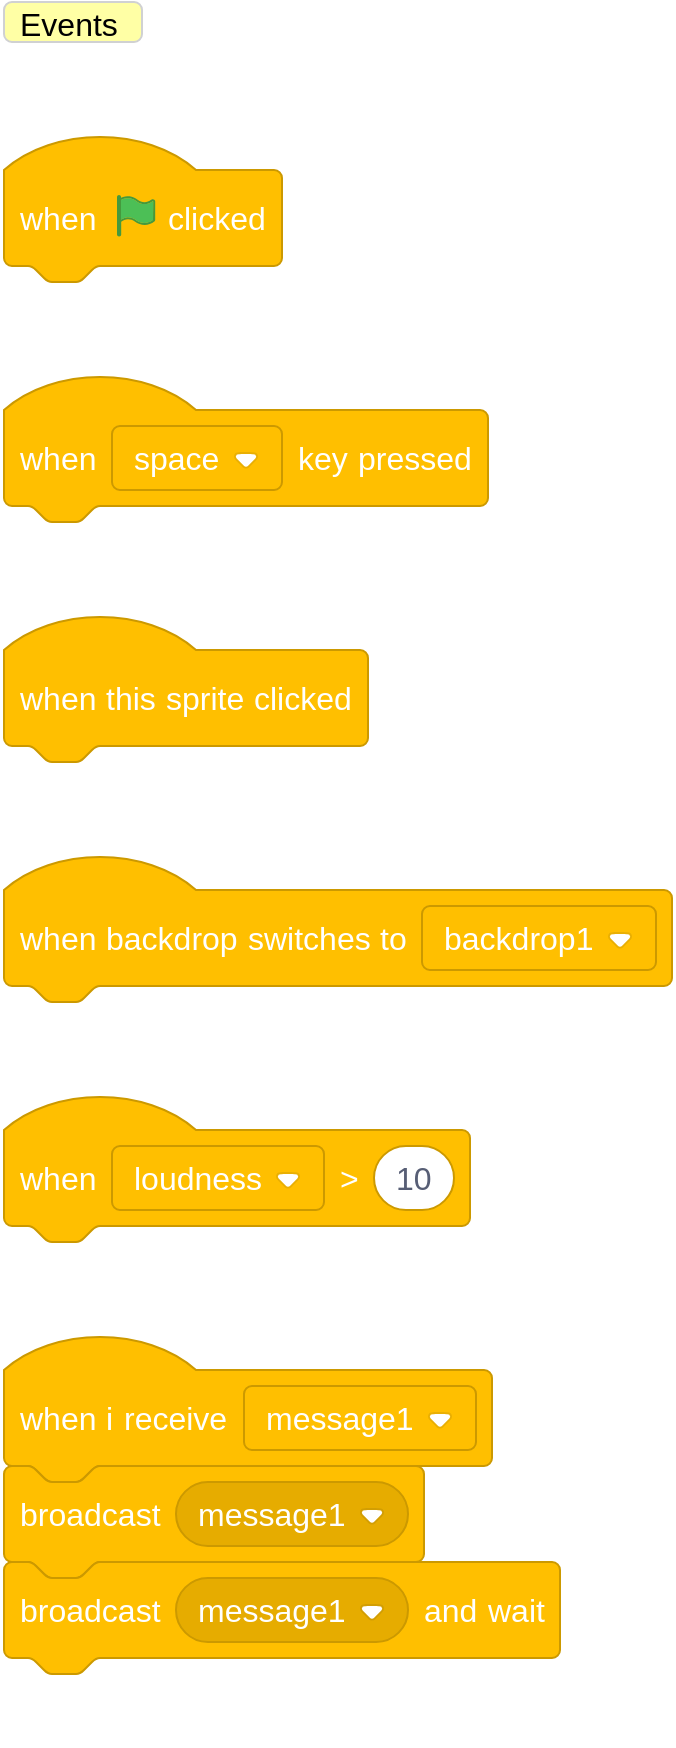 Events
when clicked
when space key pressed
when this sprite clicked
when backdrop switches to backdrop1
when loudness > 10
when i receive message1
broadcast message1
broadcast message1 and wait